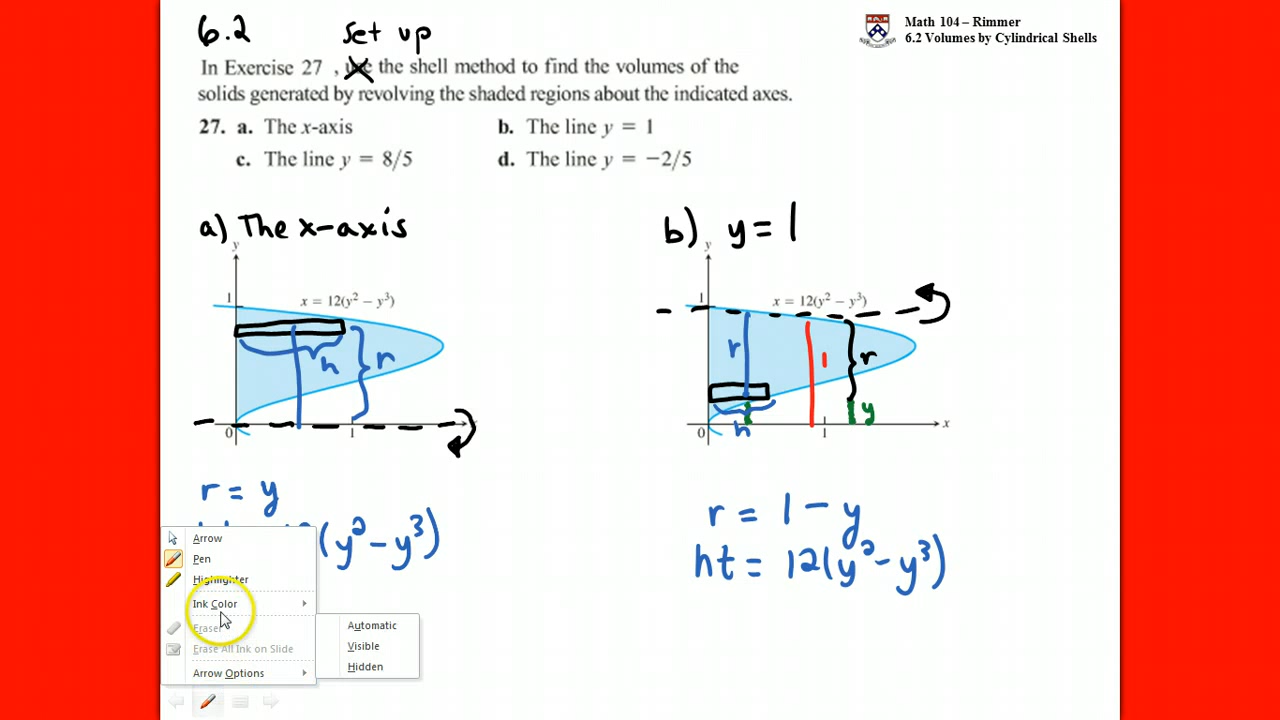 6.2 Set up
Math 104 – Rimmer
6.2 Volumes by Cylindrical Shells
In Exercise 27 , the shell method to find the volumes of the
solids generated by revolving the shaded regions about the indicated axes.
27. a. The x-axis b. The line y = 1
c. The line y = 8/5 d. The line y = −2/5
a) The x-axis
b) y = 1
y
1
x = 12(y² − y³)
h r
0 1
y
1
x = 12(y² − y³)
r 1 r
y
h
0 1 x
r = y
(y² − y³)
r = 1 − y
ht = 12(y² − y³)
Arrow
Pen
Highlighter
Ink Color
Eraser
Erase All Ink on Slide
Arrow Options
Automatic
Visible
Hidden